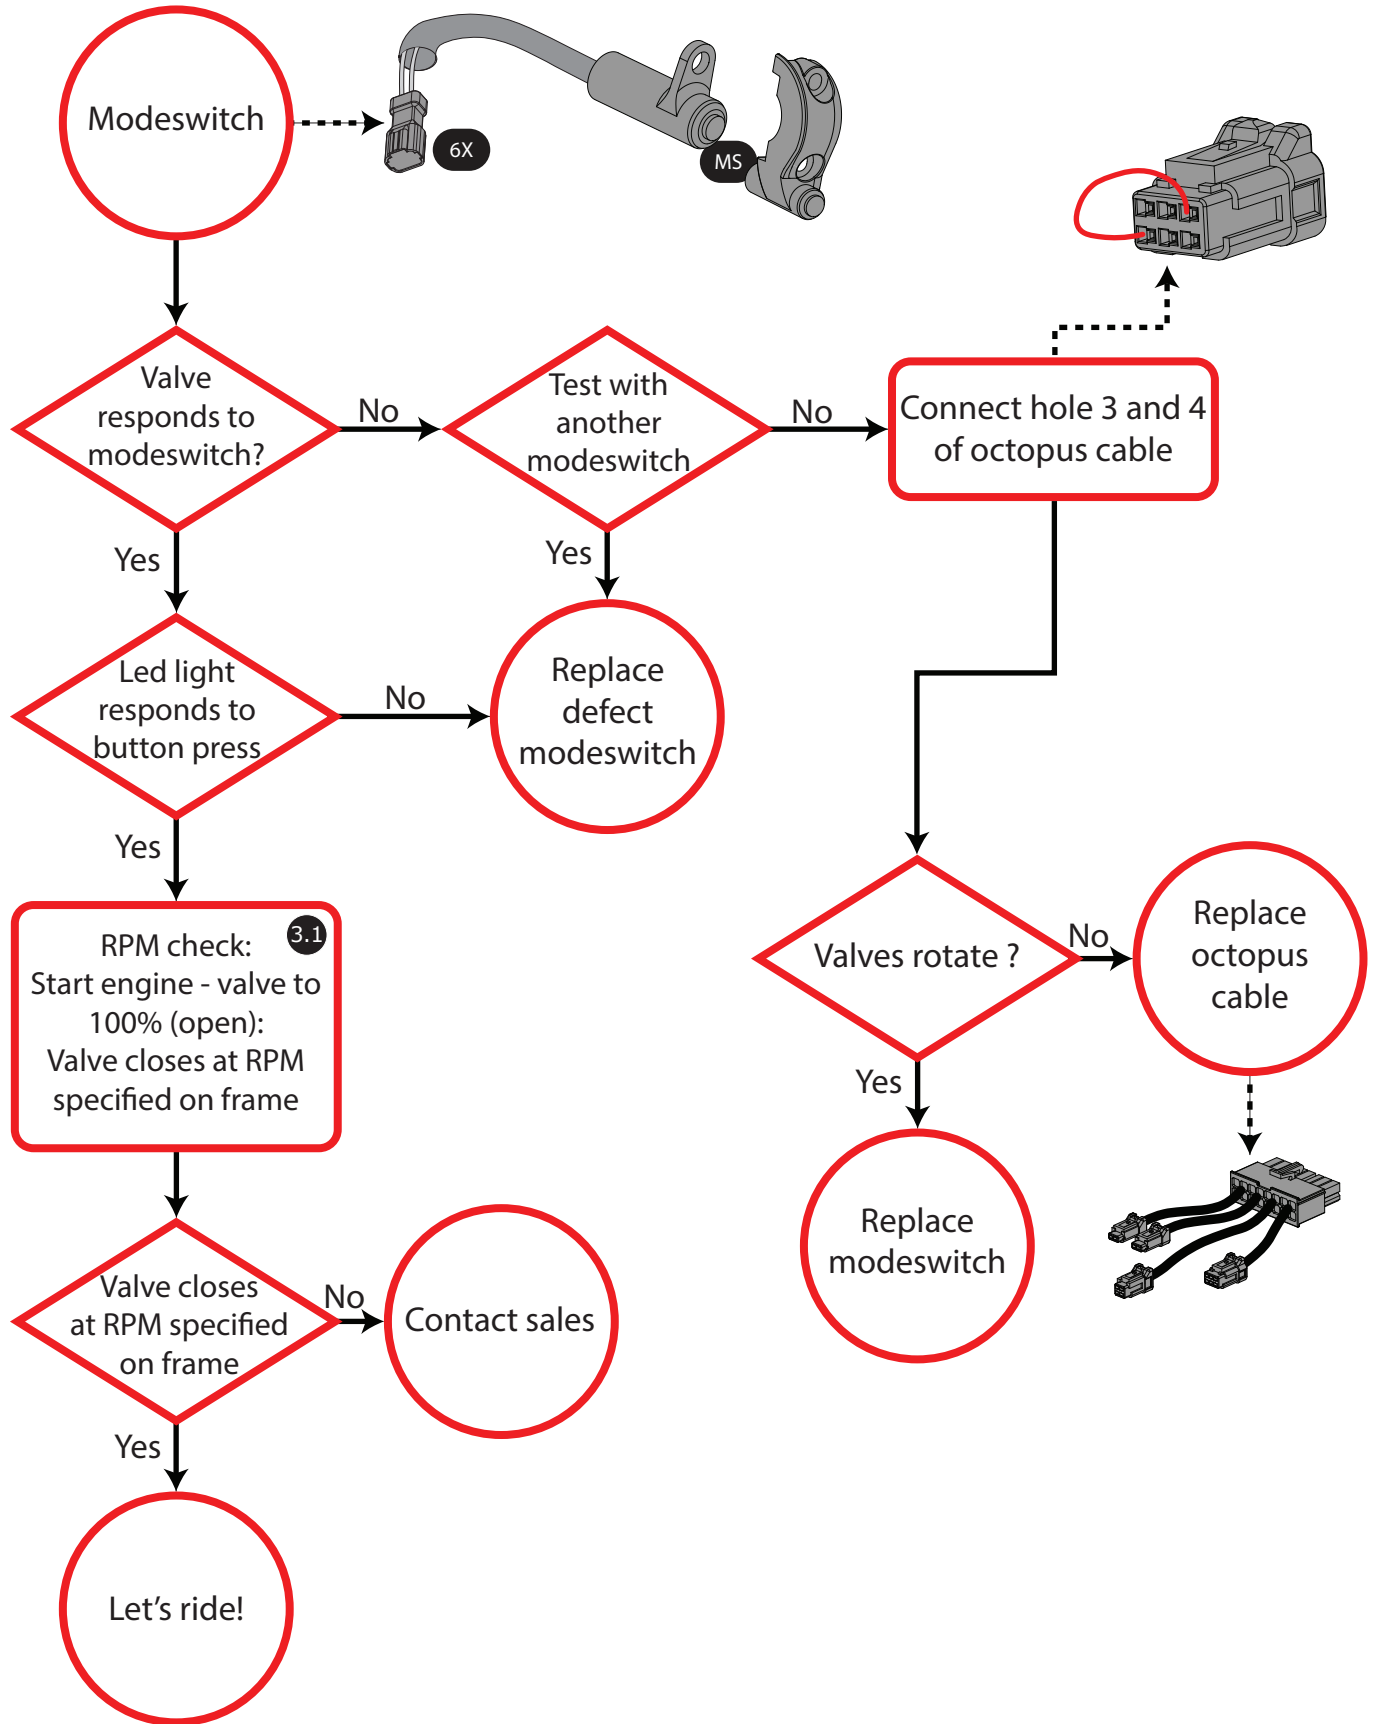 Modeswitch
6X
MS
Valve
responds to
modeswitch?
No
Test with
another
modeswitch
No
Connect hole 3 and 4
of octopus cable
Yes
Yes
Led light
responds to
button press
No
Replace
defect
modeswitch
Yes
RPM check:
3.1
Start engine - valve to
100% (open):
Valve closes at RPM
specified on frame
Valves rotate ?
No
Replace
octopus
cable
Yes
Replace
modeswitch
Valve closes
at RPM specified
on frame
No
Contact sales
Yes
Let's ride!